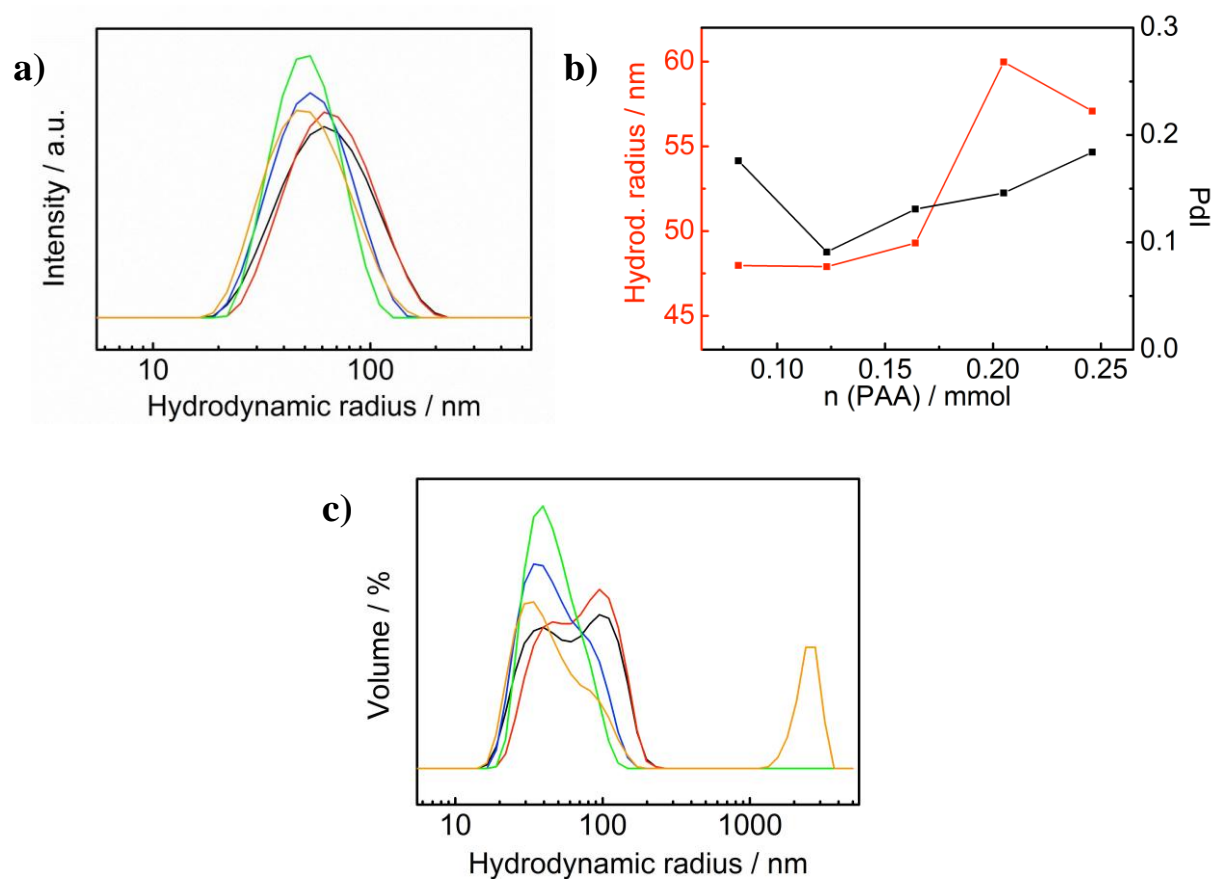 a)
Intensity / a.u.
10
100
Hydrodynamic radius / nm
b)
Hydrod. radius / nm
60
55
50
45
0.3
0.2
0.1
0.0
PdI
0.10
0.15
0.20
0.25
n (PAA) / mmol
c)
Volume / %
10
100
1000
Hydrodynamic radius / nm